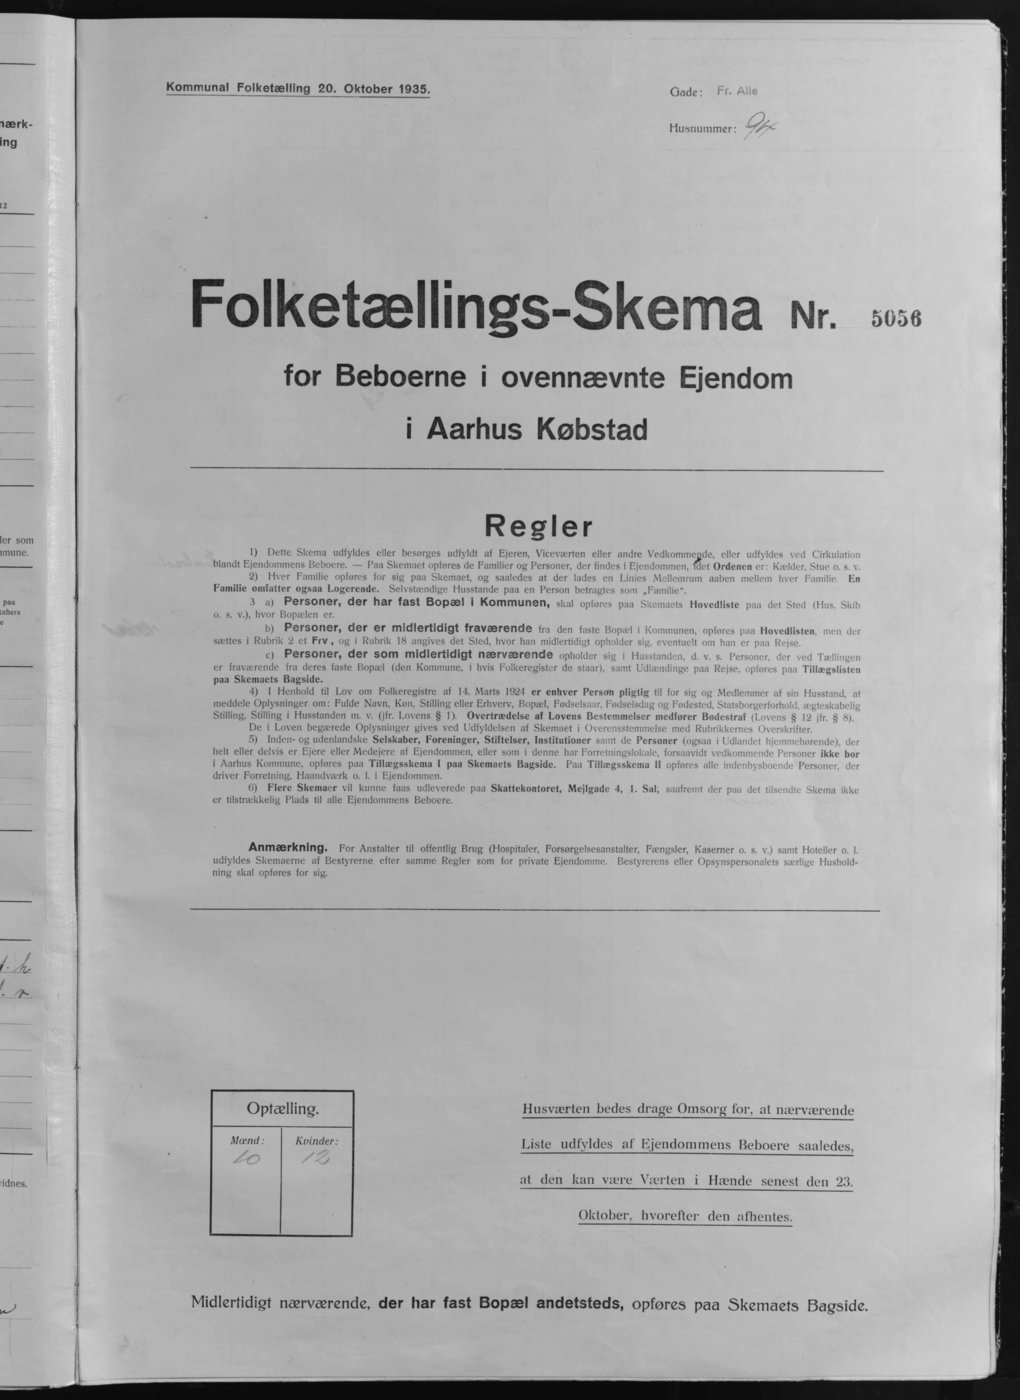 Kommunal Folketælling 20. Oktober 1935.
Gade: Fr. Alle
Husnummer: 94
Folketællings-Skema Nr. 5056
for Beboerne i ovennævnte Ejendom
i Aarhus Købstad
Regler
1) Dette Skema udfyldes eller besørges udfyldt af Ejeren, Viceværten eller andre Vedkommende, eller udfyldes ved Cirkulation
blandt Ejendommens Beboere. — Paa Skemaet opføres de Familier og Personer, der findes i Ejendommen, idet Ordenen er: Kælder, Stue o. s. v.
2) Hver Familie opføres for sig paa Skemaet, og saaledes at der lades en Linies Mellemrum aaben mellem hver Familie. En
Familie omfatter ogsaa Logerende. Selvstændige Husstande paa en Person betragtes som „Familie“.
3 a) Personer, der har fast Bopæl i Kommunen, skal opføres paa Skemaets Hovedliste paa det Sted (Hus, Skib
o. s. v.), hvor Bopælen er.
b) Personer, der er midlertidigt fraværende fra den faste Bopæl i Kommunen, opføres paa Hovedlisten, men der
sættes i Rubrik 2 et Frv., og i Rubrik 18 angives det Sted, hvor han midlertidigt opholder sig, eventuelt om han er paa Rejse.
c) Personer, der som midlertidigt nærværende opholder sig i Husstanden, d. v. s. Personer, der ved Tællingen
er fraværende fra deres faste Bopæl (den Kommune, i hvis Folkeregister de staar), samt Udlændinge paa Rejse, opføres paa Tillægslisten
paa Skemaets Bagside.
4) I Henhold til Lov om Folkeregistre af 14. Marts 1924 er enhver Person pligtig til for sig og Medlemmer af sin Husstand, at
meddele Oplysninger om: Fulde Navn, Køn, Stilling eller Erhverv, Bopæl, Fødselsaar, Fødselsdag og Fødested, Statsborgerforhold, ægteskabelig
Stilling, Stilling i Husstanden m. v. (jfr. Lovens § 1). Overtrædelse af Lovens Bestemmelser medfører Bødestraf (Lovens § 12 jfr. § 8).
De i Loven begærede Oplysninger gives ved Udfyldelsen af Skemaet i Overensstemmelse med Rubrikkernes Overskrifter.
5) Inden- og udenlandske Selskaber, Foreninger, Stiftelser, Institutioner samt de Personer (ogsaa i Udlandet hjemmehørende), der
helt eller delvis er Ejere eller Medejere af Ejendommen, eller som i denne har Forretningslokale, forsaavidt vedkommende Personer ikke bor
i Aarhus Kommune, opføres paa Tillægsskema I paa Skemaets Bagside. Paa Tillægsskema II opføres alle indenbysboende Personer, der
driver Forretning, Haandværk o. l. i Ejendommen.
6) Flere Skemaer vil kunne faas udleverede paa Skattekontoret, Mejlgade 4, 1. Sal, saafremt der paa det tilsendte Skema ikke
er tilstrækkelig Plads til alle Ejendommens Beboere.
Anmærkning. For Anstalter til offentlig Brug (Hospitaler, Forsørgelsesanstalter, Fængsler, Kaserner o. s. v.) samt Hoteller o. l.
udfyldes Skemaerne af Bestyrerne efter samme Regler som for private Ejendomme. Bestyrerens eller Opsynspersonalets særlige Hushold-
ning skal opføres for sig.
Optælling.
Mænd: Kvinder:
10 12
Husværten bedes drage Omsorg for, at nærværende
Liste udfyldes af Ejendommens Beboere saaledes,
at den kan være Værten i Hænde senest den 23.
Oktober, hvorefter den afhentes.
Midlertidigt nærværende, der har fast Bopæl andetsteds, opføres paa Skemaets Bagside.